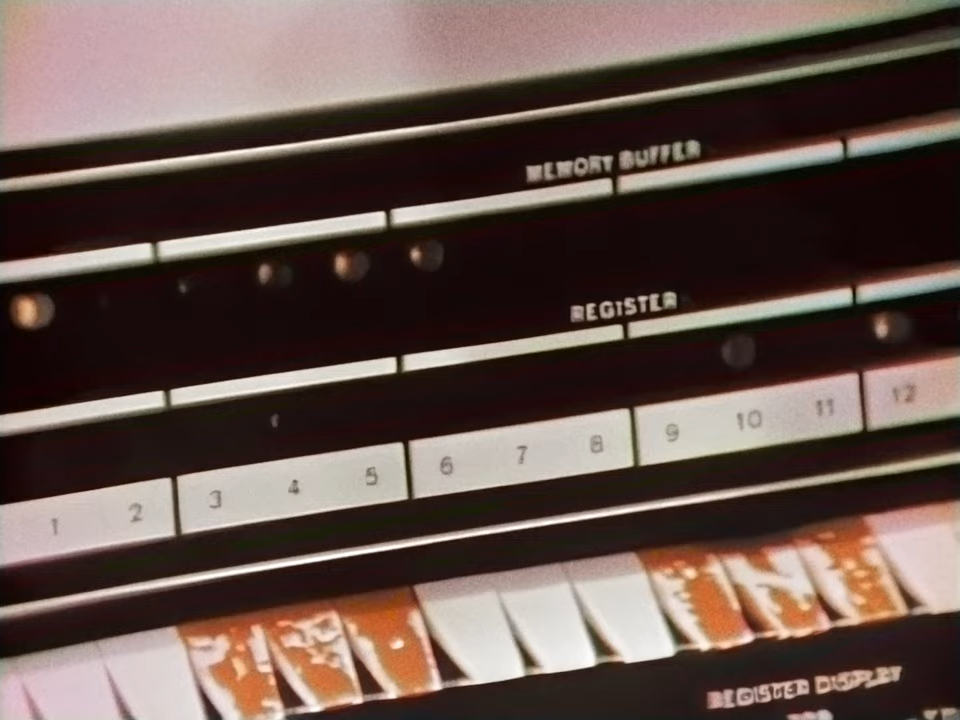 MEMORY BUFFER
REGISTER
1 2 3 4 5 6 7 8 9 10 11 12
REGISTER DISPLAY